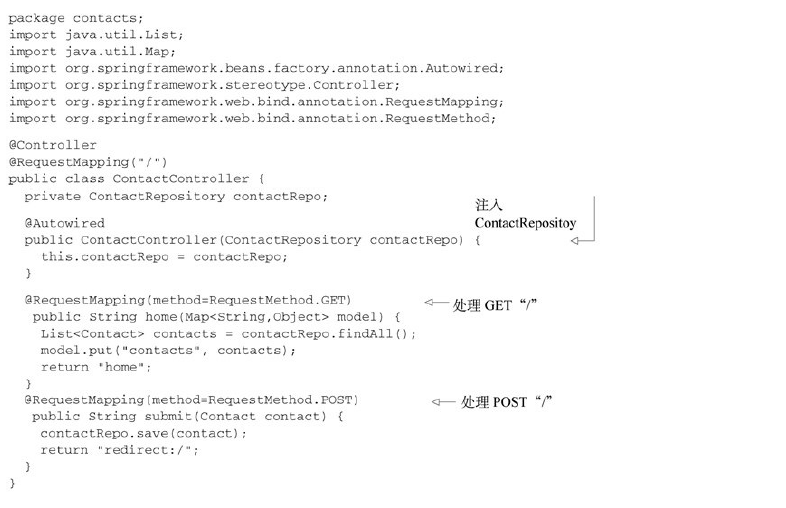 package contacts;
import java.util.List;
import java.util.Map;
import org.springframework.beans.factory.annotation.Autowired;
import org.springframework.stereotype.Controller;
import org.springframework.web.bind.annotation.RequestMapping;
import org.springframework.web.bind.annotation.RequestMethod;
@Controller
@RequestMapping("/")
public class ContactController {
private ContactRepository contactRepo;
注入
@Autowired
ContactRepositoy
public ContactController(ContactRepository contactRepo) {
this.contactRepo = contactRepo;
}
@RequestMapping(method=RequestMethod.GET) 处理 GET “/”
public String home(Map<String,Object> model) {
List<Contact> contacts = contactRepo.findAll();
model.put("contacts", contacts);
return "home";
}
@RequestMapping(method=RequestMethod.POST) 处理 POST “/”
public String submit(Contact contact) {
contactRepo.save(contact);
return "redirect:/";
}
}